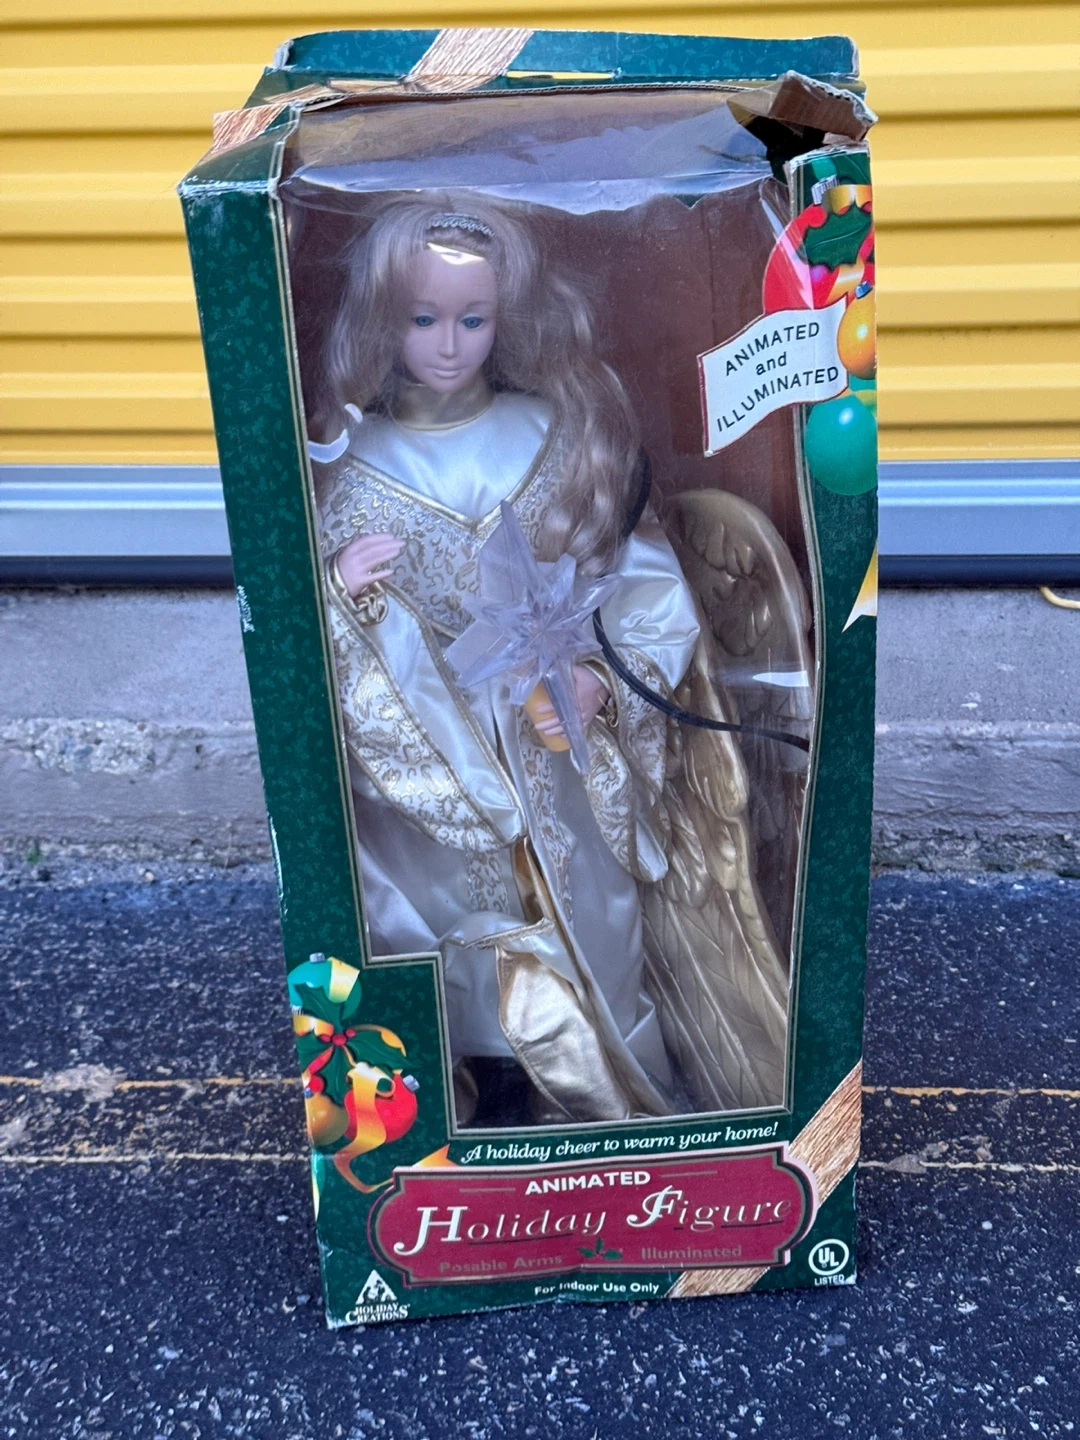 ANIMATED
and
ILLUMINATED
A holiday cheer to warm your home!
ANIMATED
Holiday Figure
Posable Arms Illuminated
For Indoor Use Only
HOLIDAY
CREATIONS
UL
LISTED